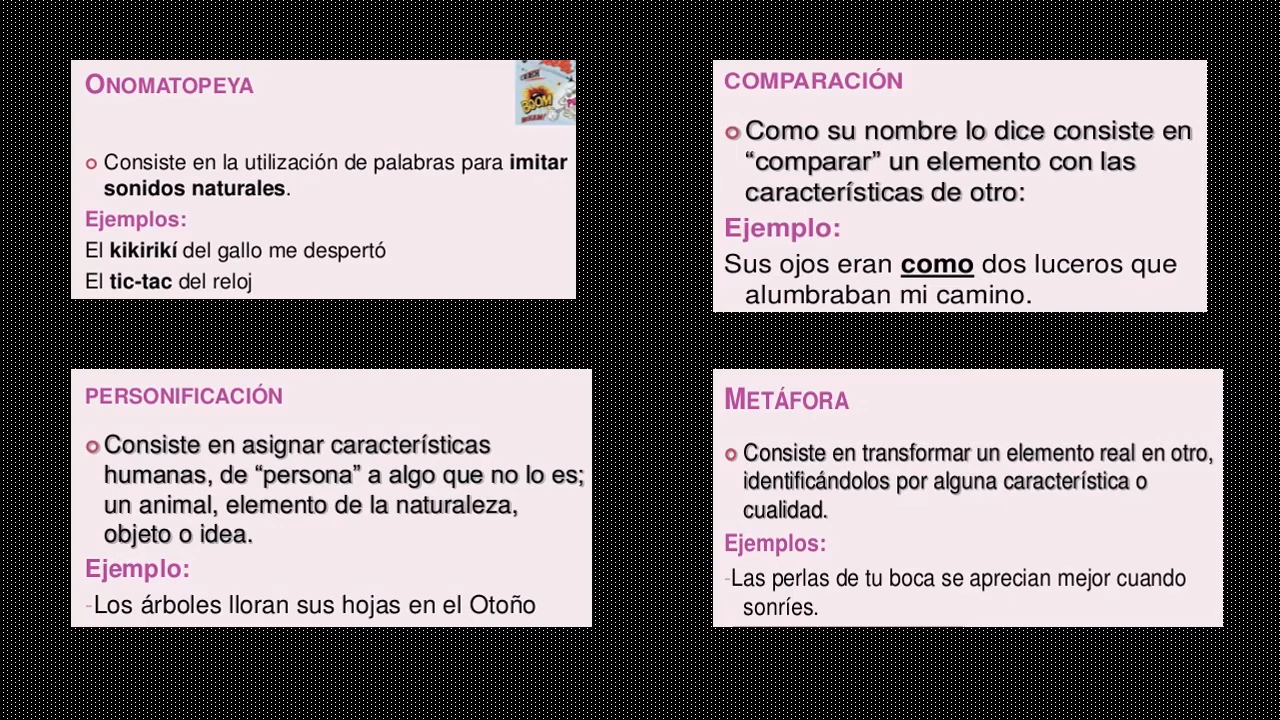 ONOMATOPEYA
BOOM
Consiste en la utilización de palabras para imitar
sonidos naturales.
Ejemplos:
El kikirikí del gallo me despertó
El tic-tac del reloj
COMPARACIÓN
Como su nombre lo dice consiste en
“comparar” un elemento con las
características de otro:
Ejemplo:
Sus ojos eran como dos luceros que
alumbraban mi camino.
PERSONIFICACIÓN
Consiste en asignar características
humanas, de “persona” a algo que no lo es;
un animal, elemento de la naturaleza,
objeto o idea.
Ejemplo:
-Los árboles lloran sus hojas en el Otoño
METÁFORA
Consiste en transformar un elemento real en otro,
identificándolos por alguna característica o
cualidad.
Ejemplos:
-Las perlas de tu boca se aprecian mejor cuando
sonríes.